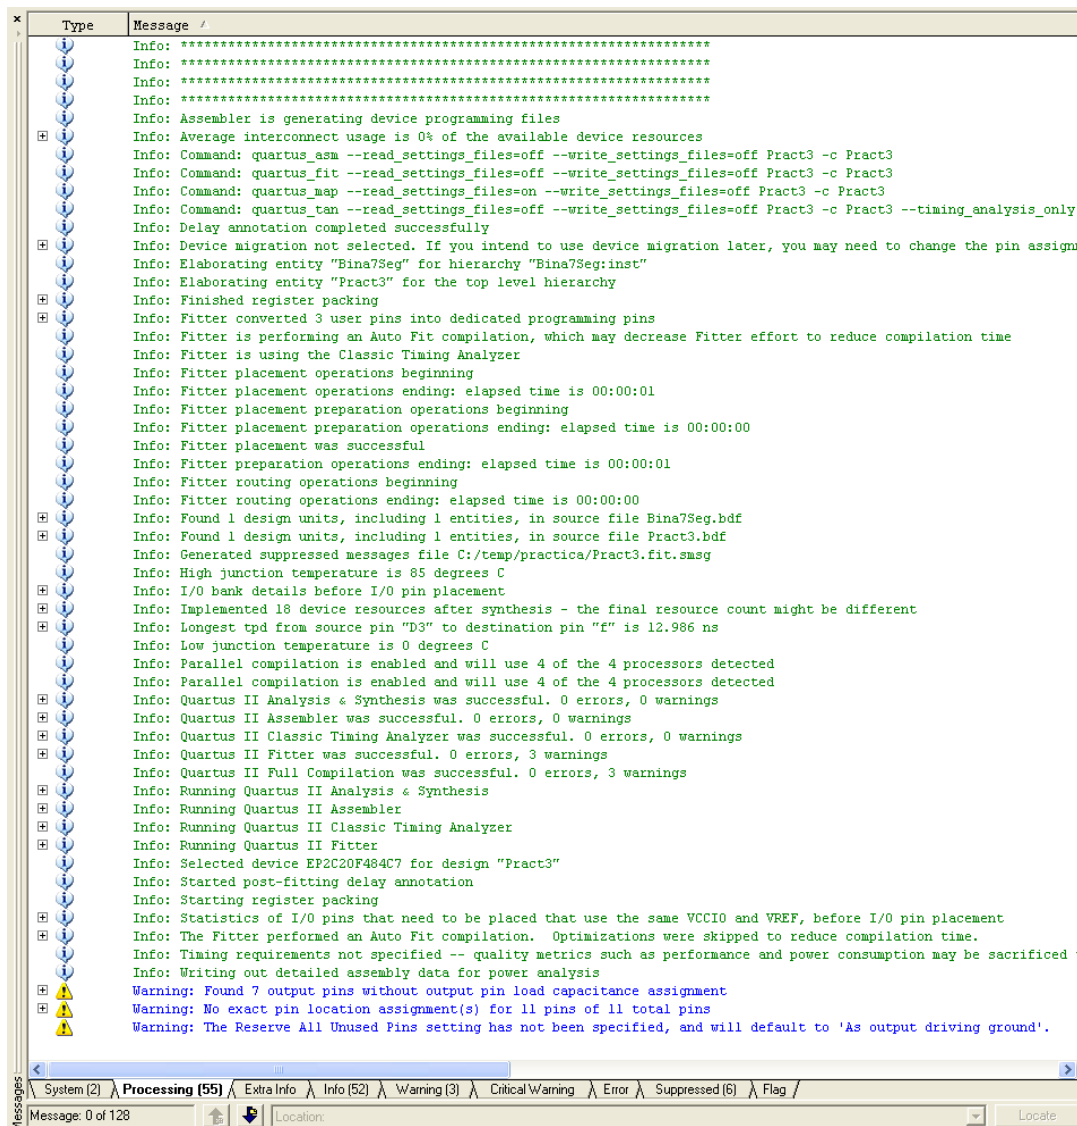 Type Message
Info: *******************************************************************
Info: *******************************************************************
Info: *******************************************************************
Info: *******************************************************************
Info: Assembler is generating device programming files
Info: Average interconnect usage is 0% of the available device resources
Info: Command: quartus_asm --read_settings_files=off --write_settings_files=off Pract3 -c Pract3
Info: Command: quartus_fit --read_settings_files=off --write_settings_files=off Pract3 -c Pract3
Info: Command: quartus_map --read_settings_files=on --write_settings_files=off Pract3 -c Pract3
Info: Command: quartus_tan --read_settings_files=off --write_settings_files=off Pract3 -c Pract3 --timing_analysis_only
Info: Delay annotation completed successfully
Info: Device migration not selected. If you intend to use device migration later, you may need to change the pin assignm
Info: Elaborating entity "Bina7Seg" for hierarchy "Bina7Seg:inst"
Info: Elaborating entity "Pract3" for the top level hierarchy
Info: Finished register packing
Info: Fitter converted 3 user pins into dedicated programming pins
Info: Fitter is performing an Auto Fit compilation, which may decrease Fitter effort to reduce compilation time
Info: Fitter is using the Classic Timing Analyzer
Info: Fitter placement operations beginning
Info: Fitter placement operations ending: elapsed time is 00:00:01
Info: Fitter placement preparation operations beginning
Info: Fitter placement preparation operations ending: elapsed time is 00:00:00
Info: Fitter placement was successful
Info: Fitter preparation operations ending: elapsed time is 00:00:01
Info: Fitter routing operations beginning
Info: Fitter routing operations ending: elapsed time is 00:00:00
Info: Found 1 design units, including 1 entities, in source file Bina7Seg.bdf
Info: Found 1 design units, including 1 entities, in source file Pract3.bdf
Info: Generated suppressed messages file C:/temp/practica/Pract3.fit.smsg
Info: High junction temperature is 85 degrees C
Info: I/O bank details before I/O pin placement
Info: Implemented 18 device resources after synthesis - the final resource count might be different
Info: Longest tpd from source pin "D3" to destination pin "f" is 12.986 ns
Info: Low junction temperature is 0 degrees C
Info: Parallel compilation is enabled and will use 4 of the 4 processors detected
Info: Parallel compilation is enabled and will use 4 of the 4 processors detected
Info: Quartus II Analysis & Synthesis was successful. 0 errors, 0 warnings
Info: Quartus II Assembler was successful. 0 errors, 0 warnings
Info: Quartus II Classic Timing Analyzer was successful. 0 errors, 0 warnings
Info: Quartus II Fitter was successful. 0 errors, 3 warnings
Info: Quartus II Full Compilation was successful. 0 errors, 3 warnings
Info: Running Quartus II Analysis & Synthesis
Info: Running Quartus II Assembler
Info: Running Quartus II Classic Timing Analyzer
Info: Running Quartus II Fitter
Info: Selected device EP2C20F484C7 for design "Pract3"
Info: Started post-fitting delay annotation
Info: Starting register packing
Info: Statistics of I/O pins that need to be placed that use the same VCCIO and VREF, before I/O pin placement
Info: The Fitter performed an Auto Fit compilation.  Optimizations were skipped to reduce compilation time.
Info: Timing requirements not specified -- quality metrics such as performance and power consumption may be sacrificed
Info: Writing out detailed assembly data for power analysis
Warning: Found 7 output pins without output pin load capacitance assignment
Warning: No exact pin location assignment(s) for 11 pins of 11 total pins
Warning: The Reserve All Unused Pins setting has not been specified, and will default to 'As output driving ground'.
Messages
System (2) Processing (55) Extra Info Info (52) Warning (3) Critical Warning Error Suppressed (6) Flag
Message: 0 of 128 Location: Locate